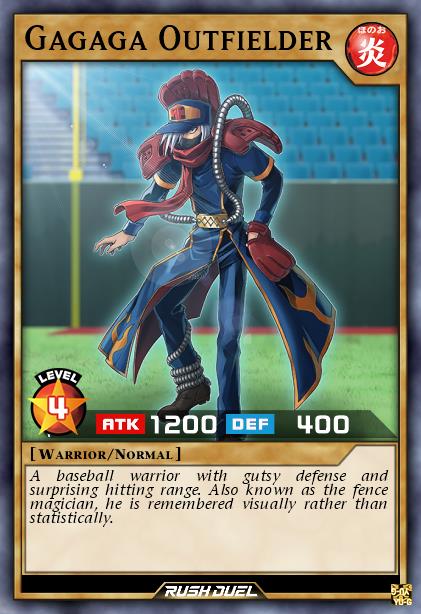 Gagaga Outfielder
ほのお
炎
LEVEL
4
ATK 1200 DEF 400
[Warrior/Normal]
A baseball warrior with gutsy defense and
surprising hitting range. Also known as the fence
magician, he is remembered visually rather than
statistically.
RUSH DUEL